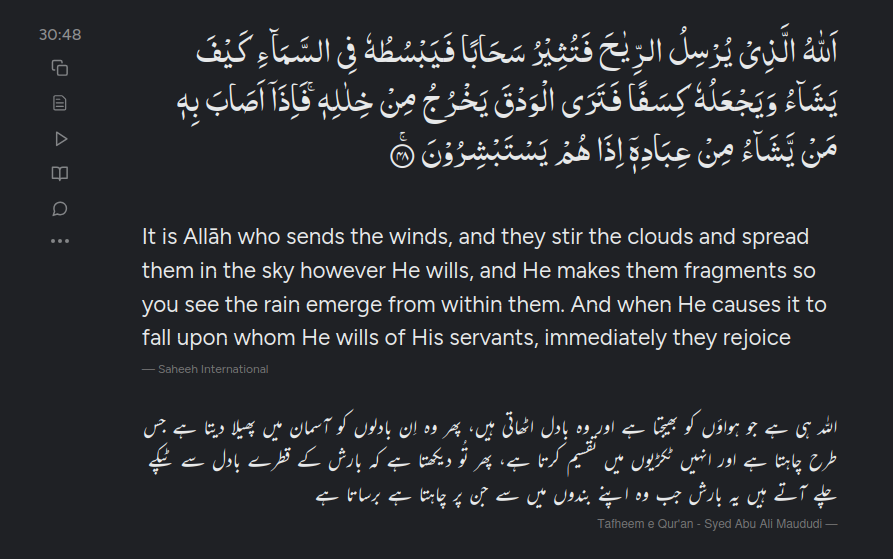 30:48
اَللّٰهُ الَّذِىۡ يُرۡسِلُ الرِّيٰحَ فَتُثِيۡرُ سَحَابًا فَيَبۡسُطُهٗ فِى السَّمَآءِ كَيۡفَ
يَشَآءُ وَيَجۡعَلُهٗ كِسَفًا فَتَرَى الۡوَدۡقَ يَخۡرُجُ مِنۡ خِلٰلِهٖ​ۚ فَاِذَاۤ اَصَابَ بِهٖ
مَنۡ يَّشَآءُ مِنۡ عِبَادِهٖۤ اِذَا هُمۡ يَسۡتَبۡشِرُوۡنَ‏ ۚ‏ ٤٨
It is Allāh who sends the winds, and they stir the clouds and spread
them in the sky however He wills, and He makes them fragments so
you see the rain emerge from within them. And when He causes it to
fall upon whom He wills of His servants, immediately they rejoice
— Saheeh International
اللہ ہی ہے جو ہواؤں کو بھیجتا ہے اور وہ بادل اٹھاتی ہیں، پھر وہ اِن بادلوں کو آسمان میں پھیلا دیتا ہے جس
طرح چاہتا ہے اور انہیں ٹکڑیوں میں تقسیم کرتا ہے، پھر تُو دیکھتا ہے کہ بارش کے قطرے بادل سے ٹپکے
چلے آتے ہیں یہ بارش جب وہ اپنے بندوں میں سے جن پر چاہتا ہے برساتا ہے
Tafheem e Qur'an - Syed Abu Ali Maududi —